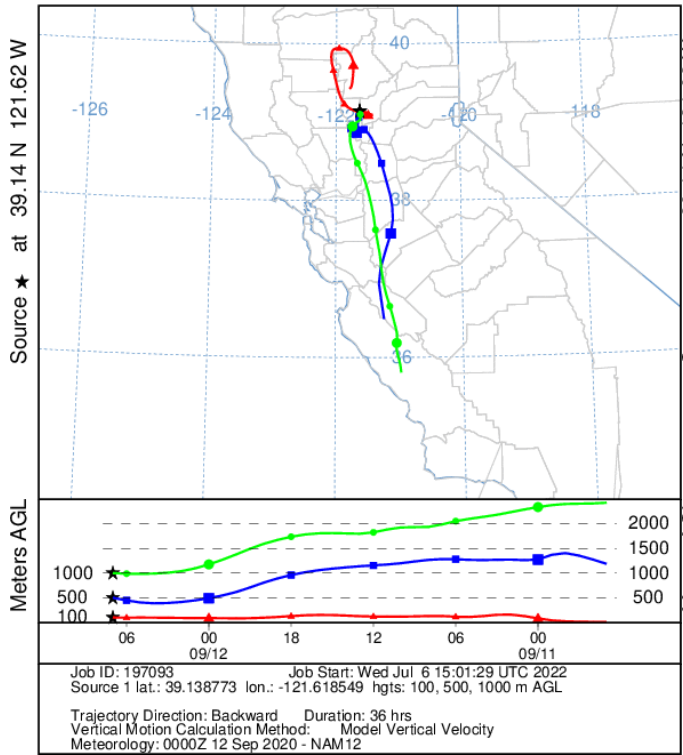 Source ★ at 39.14 N 121.62 W
40
-126
-124
-122
-120
118
38
36
Meters AGL
2000
1500
1000
1000
500
500
100
06 00 18 12 06 00
09/12 09/11
Job ID: 197093 Job Start: Wed Jul 6 15:01:29 UTC 2022
Source 1 lat.: 39.138773 lon.: -121.618549 hgts: 100, 500, 1000 m AGL
Trajectory Direction: Backward Duration: 36 hrs
Vertical Motion Calculation Method: Model Vertical Velocity
Meteorology: 0000Z 12 Sep 2020 - NAM12